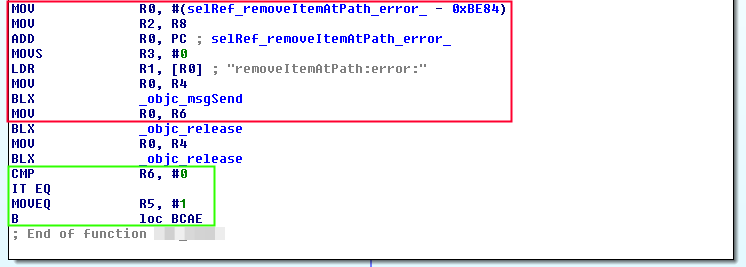 MOV R0, #(selRef_removeItemAtPath_error_ - 0xBE84)
MOV R2, R8
ADD R0, PC ; selRef_removeItemAtPath_error_
MOVS R3, #0
LDR R1, [R0] ; "removeItemAtPath:error:"
MOV R0, R4
BLX _objc_msgSend
MOV R0, R6
BLX _objc_release
MOV R0, R4
BLX _objc_release
CMP R6, #0
IT EQ
MOVEQ R5, #1
B loc BCAE
; End of function